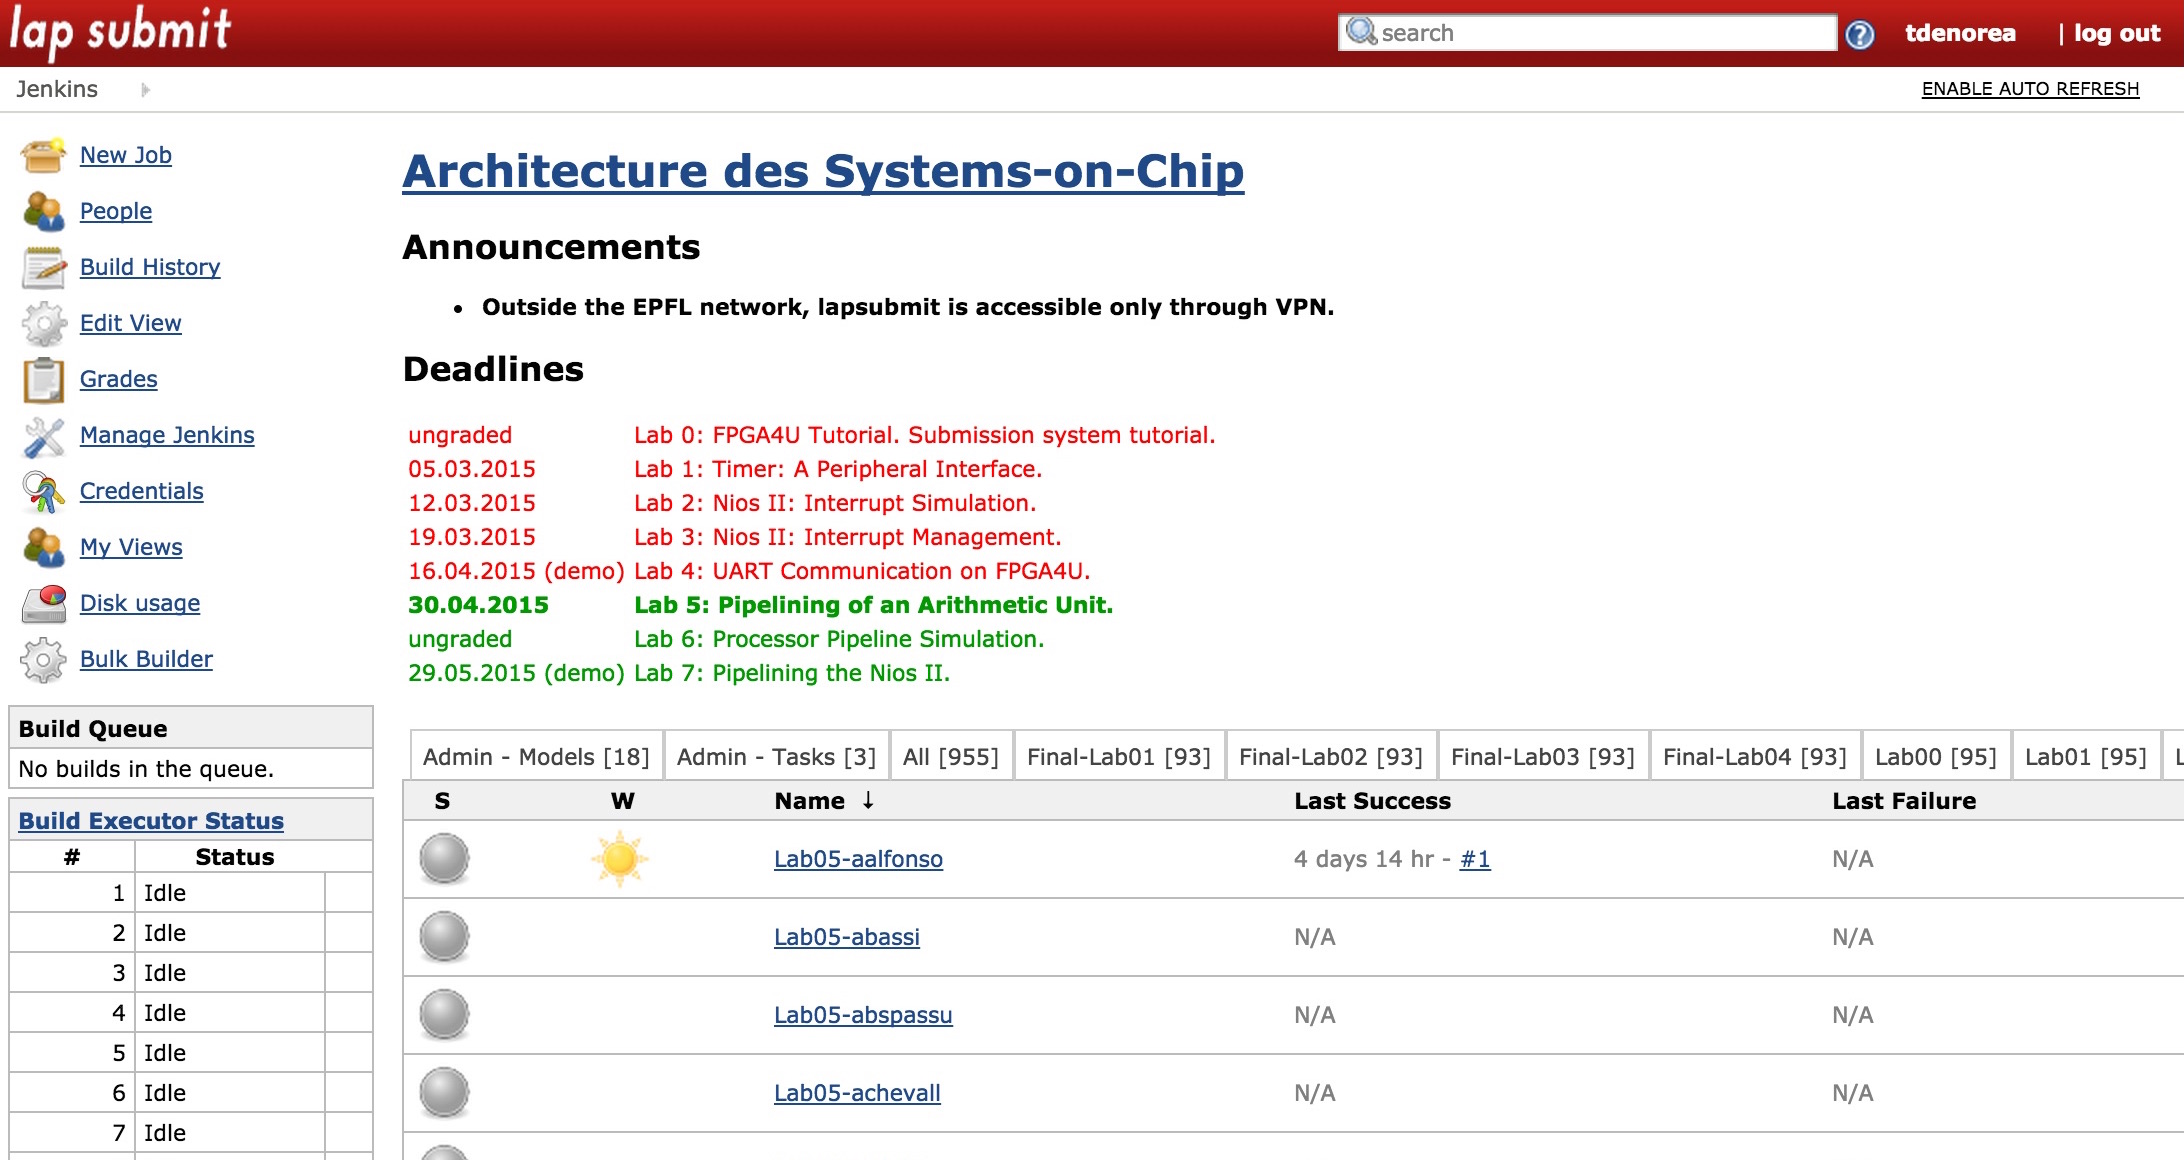 lap submit
search
tdenorea | log out
Jenkins
ENABLE AUTO REFRESH
New Job
People
Build History
Edit View
Grades
Manage Jenkins
Credentials
My Views
Disk usage
Bulk Builder
Build Queue
No builds in the queue.
Build Executor Status
# Status
1 Idle
2 Idle
3 Idle
4 Idle
5 Idle
6 Idle
7 Idle
Architecture des Systems-on-Chip
Announcements
• Outside the EPFL network, lapsubmit is accessible only through VPN.
Deadlines
ungraded Lab 0: FPGA4U Tutorial. Submission system tutorial.
05.03.2015 Lab 1: Timer: A Peripheral Interface.
12.03.2015 Lab 2: Nios II: Interrupt Simulation.
19.03.2015 Lab 3: Nios II: Interrupt Management.
16.04.2015 (demo) Lab 4: UART Communication on FPGA4U.
30.04.2015 Lab 5: Pipelining of an Arithmetic Unit.
ungraded Lab 6: Processor Pipeline Simulation.
29.05.2015 (demo) Lab 7: Pipelining the Nios II.
Admin - Models [18] Admin - Tasks [3] All [955] Final-Lab01 [93] Final-Lab02 [93] Final-Lab03 [93] Final-Lab04 [93] Lab00 [95] Lab01 [95]
S W Name ↓ Last Success Last Failure
Lab05-aalfonso 4 days 14 hr - #1 N/A
Lab05-abassi N/A N/A
Lab05-abspassu N/A N/A
Lab05-achevall N/A N/A